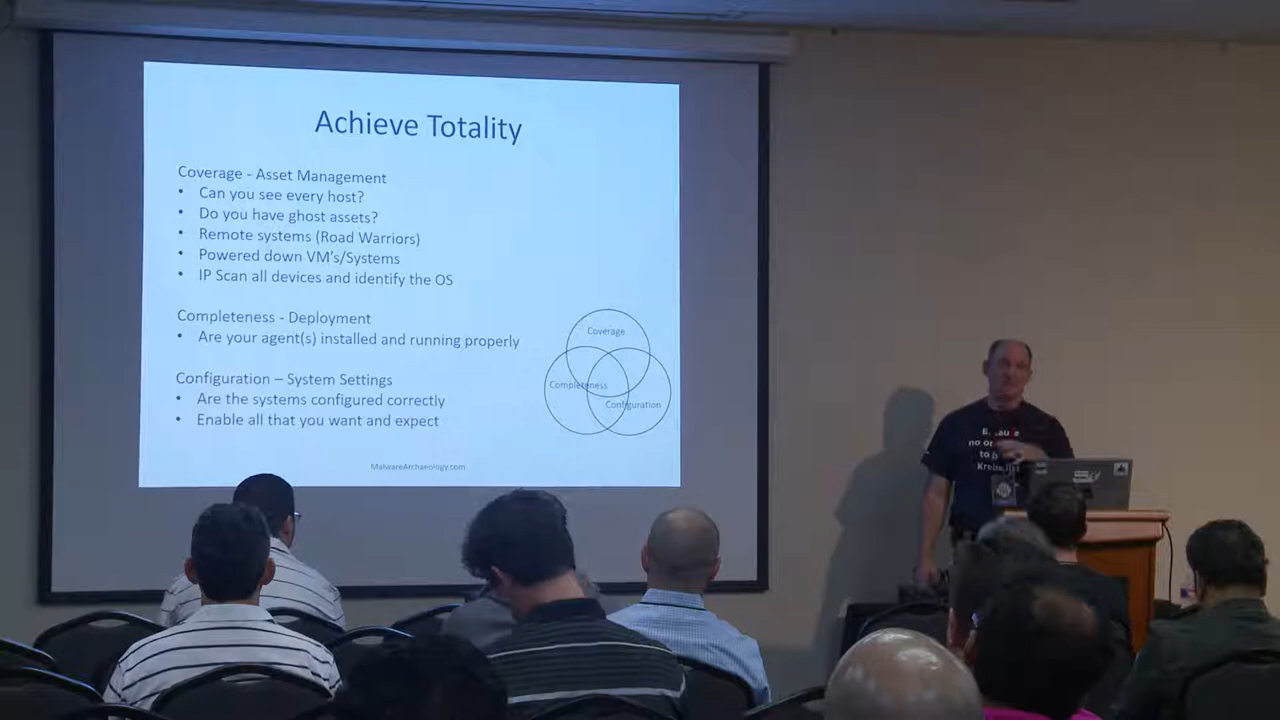 Achieve Totality
Coverage - Asset Management
• Can you see every host?
• Do you have ghost assets?
• Remote systems (Road Warriors)
• Powered down VM's/Systems
• IP Scan all devices and identify the OS
Completeness - Deployment
• Are your agent(s) installed and running properly
Configuration – System Settings
• Are the systems configured correctly
• Enable all that you want and expect
Coverage
Completeness
Configuration
MalwareArchaeology.com
no
to